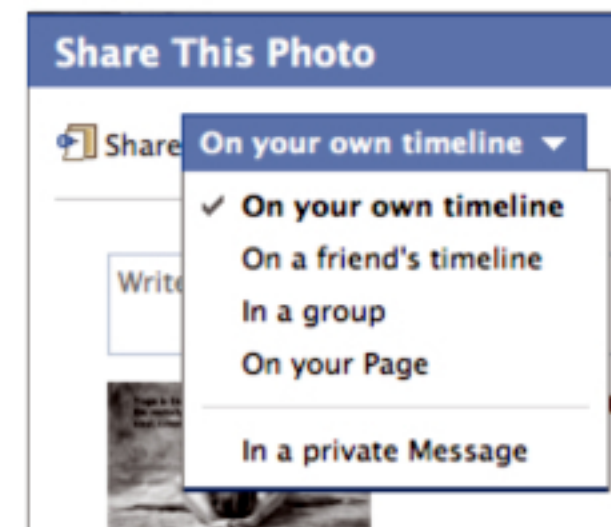 Share This Photo
Share On your own timeline
On your own timeline
On a friend's timeline
In a group
Write
On your Page
In a private Message